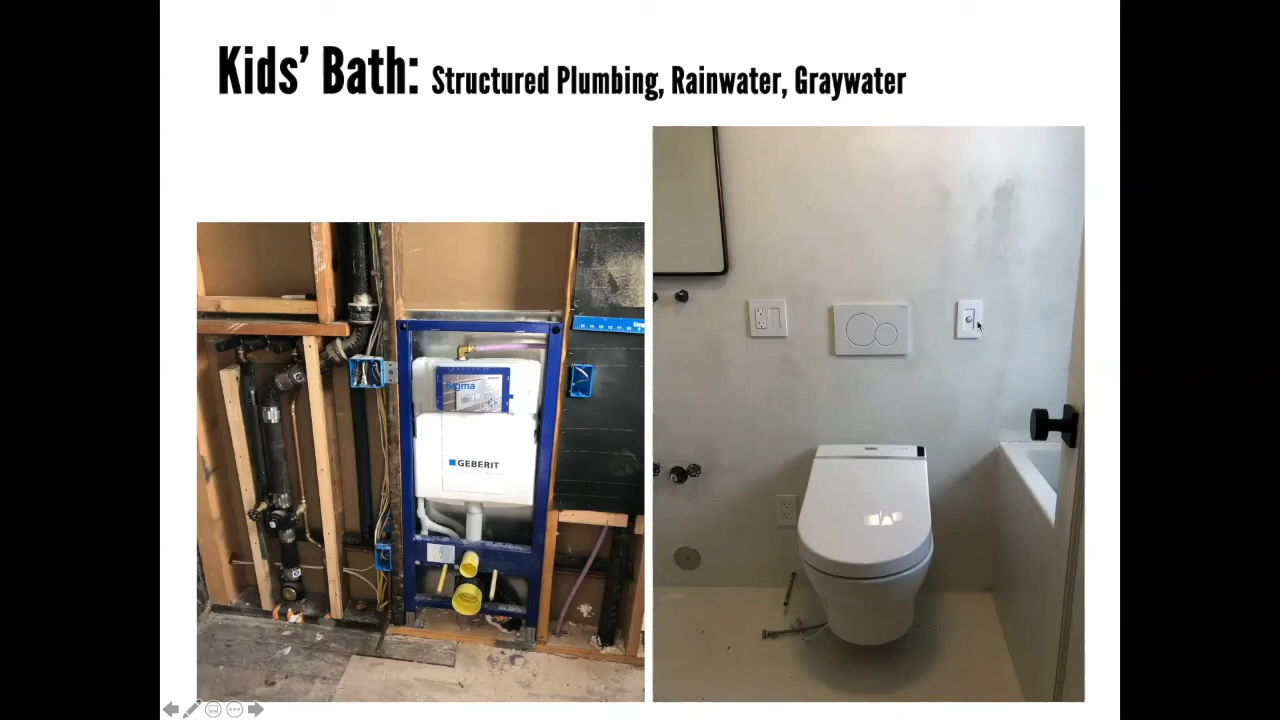 Kids’ Bath: Structured Plumbing, Rainwater, Graywater
sigma
GEBERIT